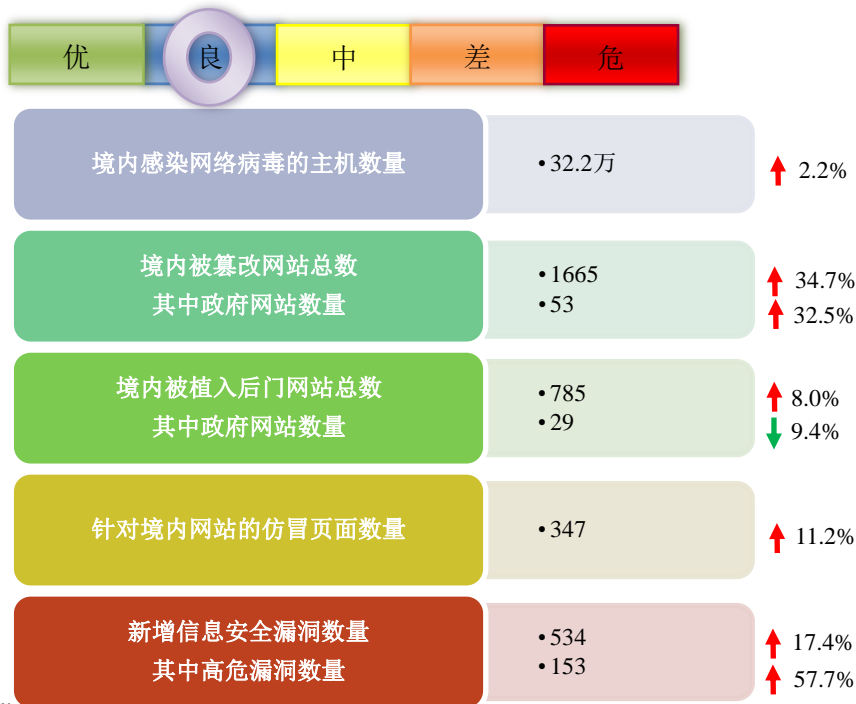 优 良 中 差 危
境内感染网络病毒的主机数量 •32.2万 2.2%
境内被篡改网站总数 •1665 34.7%
其中政府网站数量 •53 32.5%
境内被植入后门网站总数 •785 8.0%
其中政府网站数量 •29 9.4%
针对境内网站的仿冒页面数量 •347 11.2%
新增信息安全漏洞数量 •534 17.4%
其中高危漏洞数量 •153 57.7%